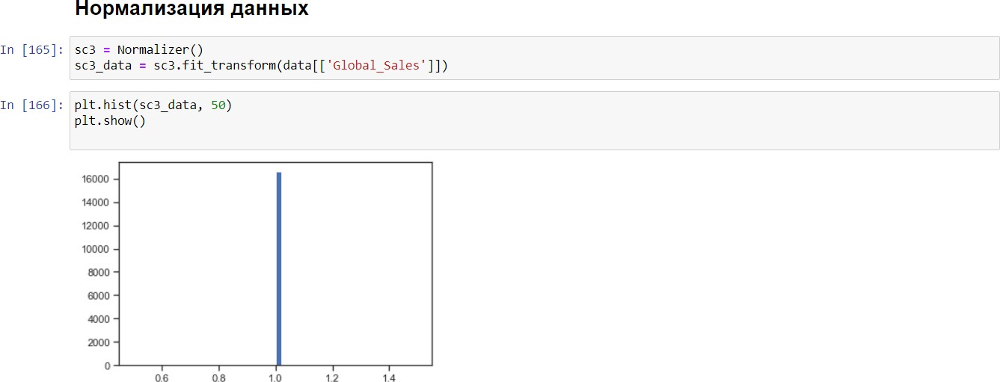 Нормализация данных
In [165]: sc3 = Normalizer()
sc3_data = sc3.fit_transform(data[['Global_Sales']])
In [166]: plt.hist(sc3_data, 50)
plt.show()
16000
14000
12000
10000
8000
6000
4000
2000
0
0.6 0.8 1.0 1.2 1.4